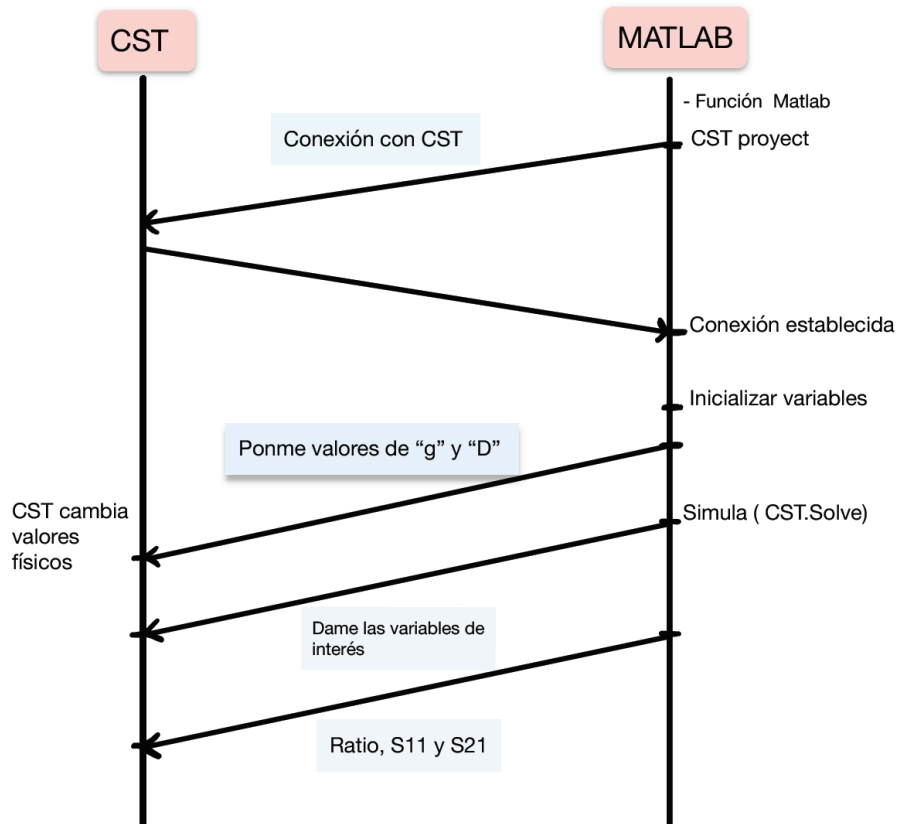 CST
MATLAB
- Función Matlab
Conexión con CST
CST proyect
Conexión establecida
Inicializar variables
Ponme valores de “g” y “D”
CST cambia
valores
físicos
Simula ( CST.Solve)
Dame las variables de
interés
Ratio, S11 y S21